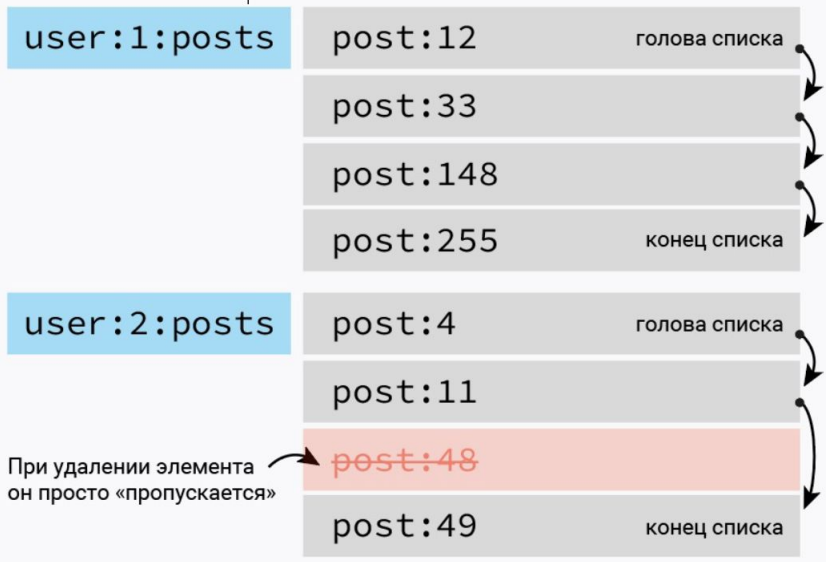 user:1:posts
post:12 голова списка
post:33
post:148
post:255 конец списка
user:2:posts
post:4 голова списка
post:11
post:48
При удалении элемента
он просто «пропускается»
post:49 конец списка